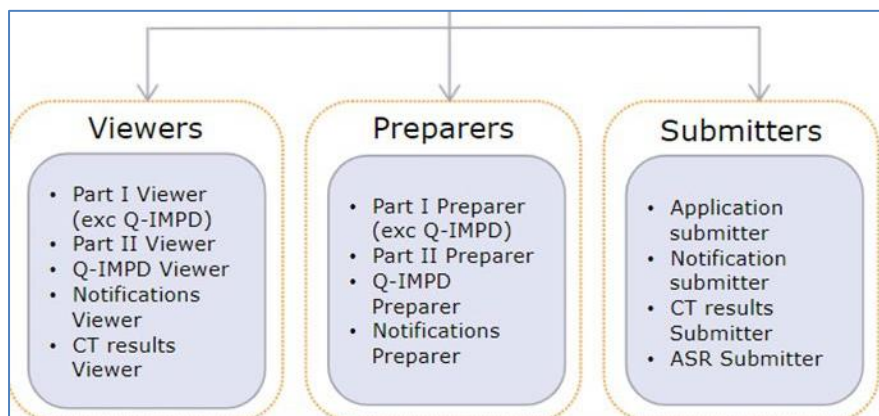 Viewers
• Part I Viewer
(exc Q-IMPD)
• Part II Viewer
• Q-IMPD Viewer
• Notifications
Viewer
• CT results
Viewer
Preparers
• Part I Preparer
(exc Q-IMPD)
• Part II Preparer
• Q-IMPD
Preparer
• Notifications
Preparer
Submitters
• Application
submitter
• Notification
submitter
• CT results
Submitter
• ASR Submitter